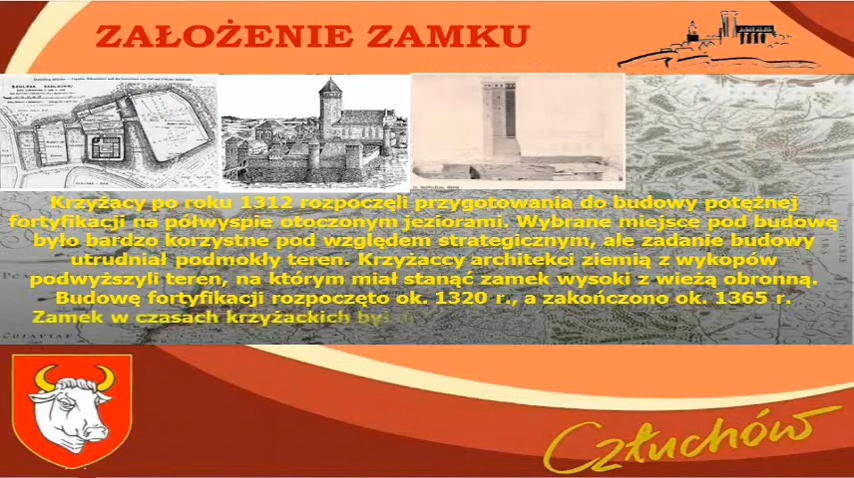 ZAŁOŻENIE ZAMKU
Krzyżacy po roku 1312 rozpoczęli przygotowania do budowy potężnej
fortyfikacji na półwyspie otoczonym jeziorami. Wybrane miejsce pod budowę
było bardzo korzystne pod względem strategicznym, ale zadanie budowy
utrudniał podmokły teren. Krzyżaccy architekci ziemią z wykopów
podwyższyli teren, na którym miał stanąć zamek wysoki z wieżą obronną.
Budowę fortyfikacji rozpoczęto ok. 1320 r., a zakończono ok. 1365 r.
Zamek w czasach krzyżackich był
Człuchów